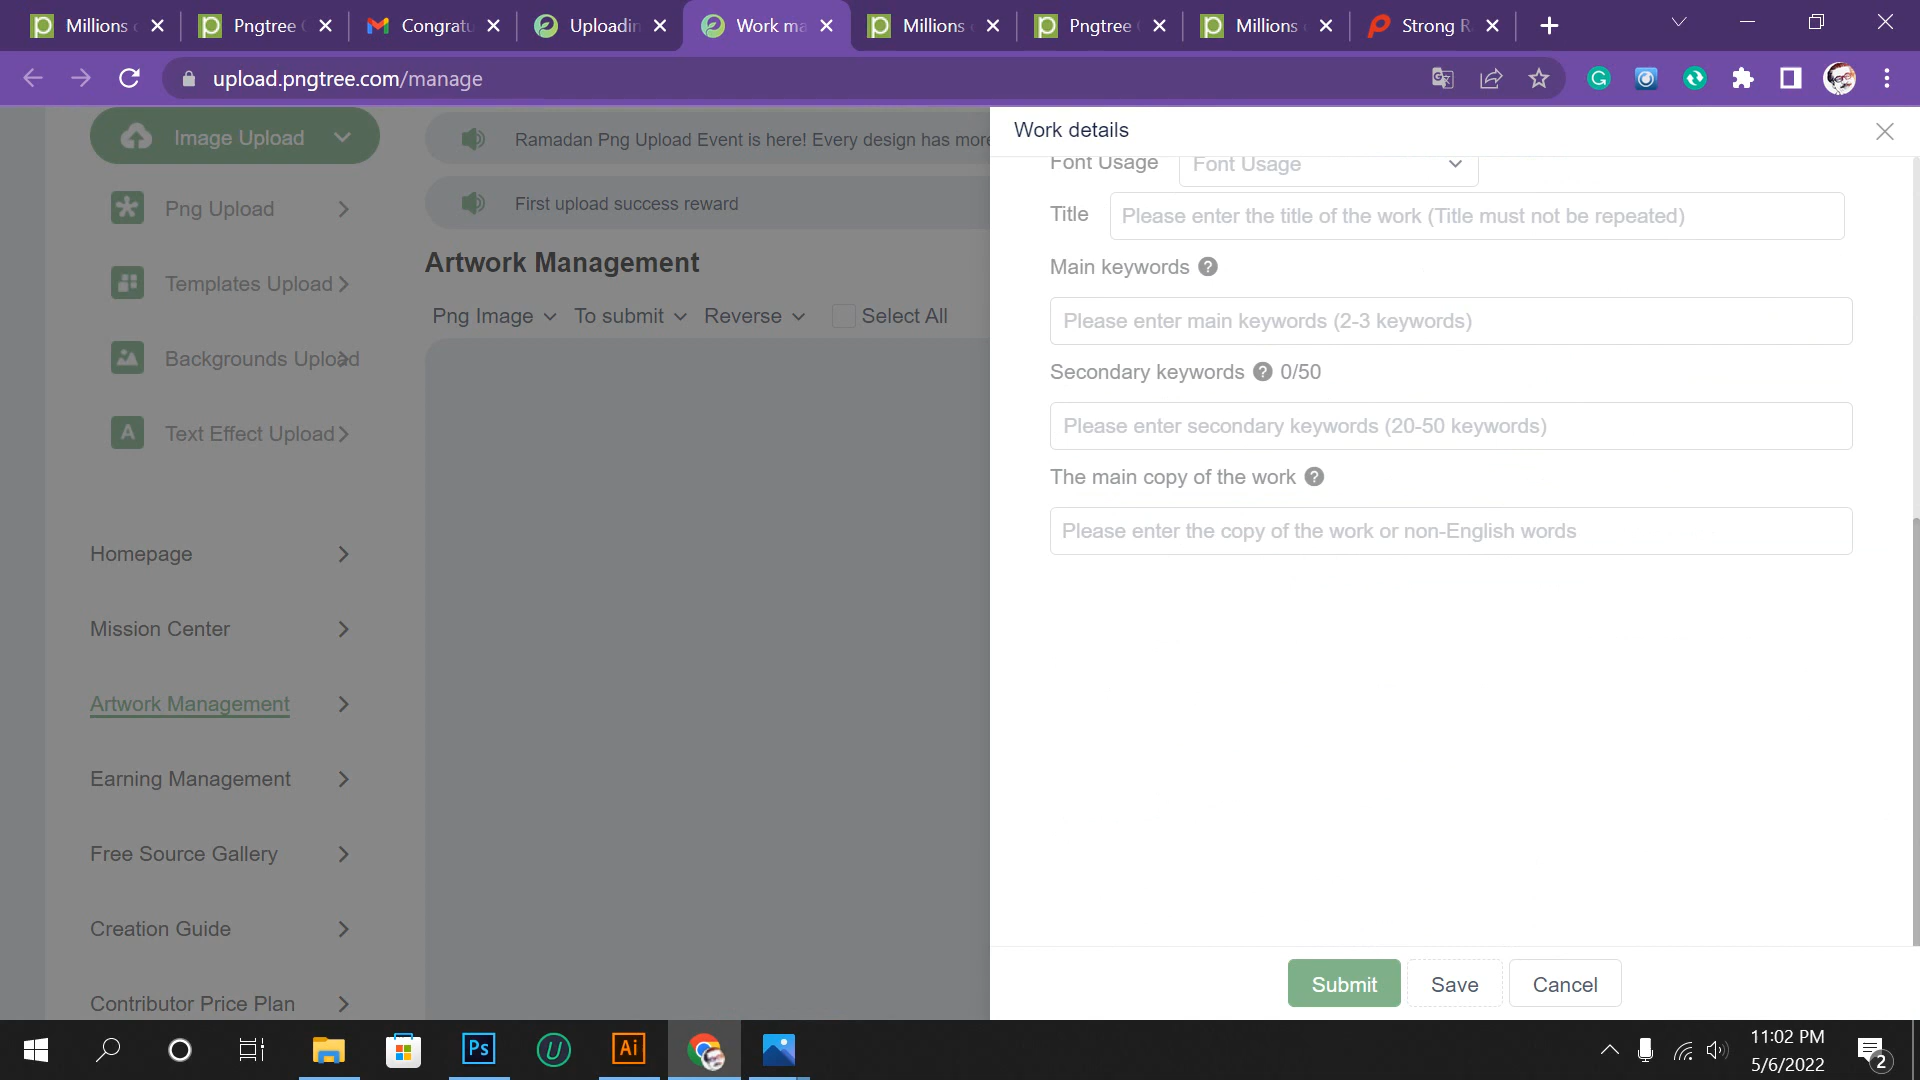 Millions
Pngtree
Congratu
Uploadin
Work ma
Millions
Pngtree
Millions
Strong R
upload.pngtree.com/manage
Image Upload
Png Upload
Templates Upload
Backgrounds Upload
Text Effect Upload
Homepage
Mission Center
Artwork Management
Earning Management
Free Source Gallery
Creation Guide
Contributor Price Plan
Ramadan Png Upload Event is here! Every design has more
First upload success reward
Artwork Management
Png Image To submit Reverse Select All
Work details
Font Usage Font Usage
Title Please enter the title of the work (Title must not be repeated)
Main keywords ?
Please enter main keywords (2-3 keywords)
Secondary keywords ? 0/50
Please enter secondary keywords (20-50 keywords)
The main copy of the work ?
Please enter the copy of the work or non-English words
Submit Save Cancel
Ps
U
Ai
11:02 PM
5/6/2022
2